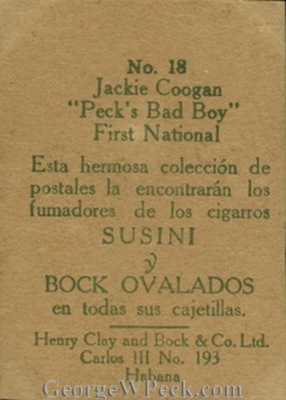 No. 18
Jackie Coogan
"Peck's Bad Boy"
First National
Esta hermosa colección de
postales la encontrarán los
fumadores de los cigarros
SUSINI
y
BOCK OVALADOS
en todas sus cajetillas.
Henry Clay and Bock & Co. Ltd.
Carlos III No. 193
Habana
GeorgeWPeck.com